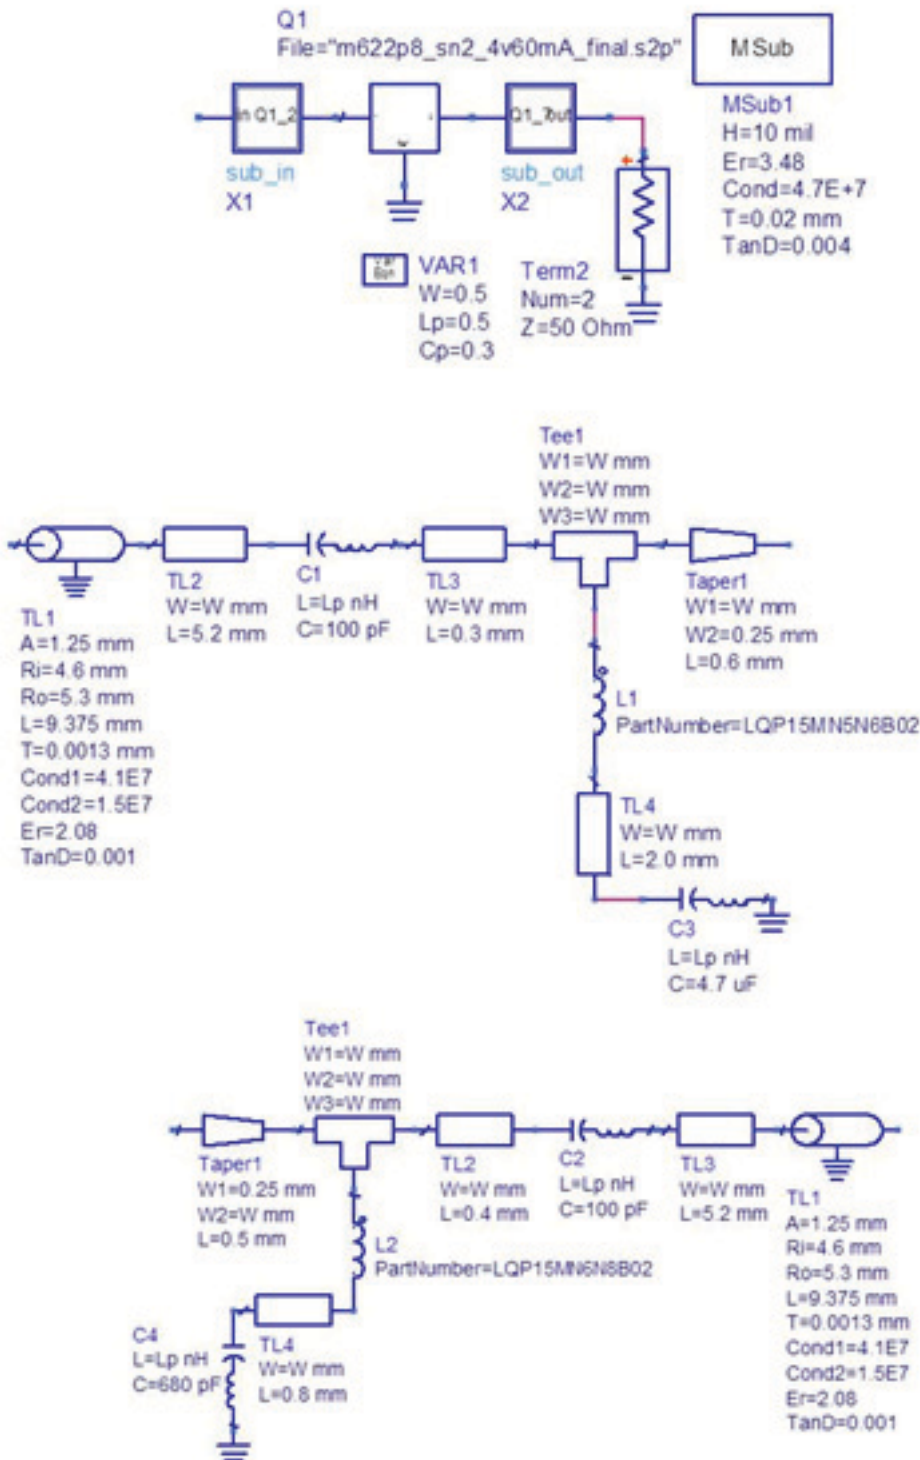 Q1
File="m622p8_sn2_4v60mA_final.s2p"
in Q1_2
Q1_7out
sub_in
X1
sub_out
X2
MSub
MSub1
H=10 mil
Er=3.48
Cond=4.7E+7
T=0.02 mm
TanD=0.004
Var
Eqn
VAR1
W=0.5
Lp=0.5
Cp=0.3
+
-
Term2
Num=2
Z=50 Ohm
Tee1
W1=W mm
W2=W mm
W3=W mm
TL1
A=1.25 mm
Ri=4.6 mm
Ro=5.3 mm
L=9.375 mm
T=0.0013 mm
Cond1=4.1E7
Cond2=1.5E7
Er=2.08
TanD=0.001
TL2
W=W mm
L=5.2 mm
C1
L=Lp nH
C=100 pF
TL3
W=W mm
L=0.3 mm
Taper1
W1=W mm
W2=0.25 mm
L=0.6 mm
L1
PartNumber=LQP15MN5N6B02
TL4
W=W mm
L=2.0 mm
C3
L=Lp nH
C=4.7 uF
Tee1
W1=W mm
W2=W mm
W3=W mm
Taper1
W1=0.25 mm
W2=W mm
L=0.5 mm
TL2
W=W mm
L=0.4 mm
C2
L=Lp nH
C=100 pF
TL3
W=W mm
L=5.2 mm
TL1
A=1.25 mm
Ri=4.6 mm
Ro=5.3 mm
L=9.375 mm
T=0.0013 mm
Cond1=4.1E7
Cond2=1.5E7
Er=2.08
TanD=0.001
L2
PartNumber=LQP15MN6N8B02
C4
L=Lp nH
C=680 pF
TL4
W=W mm
L=0.8 mm